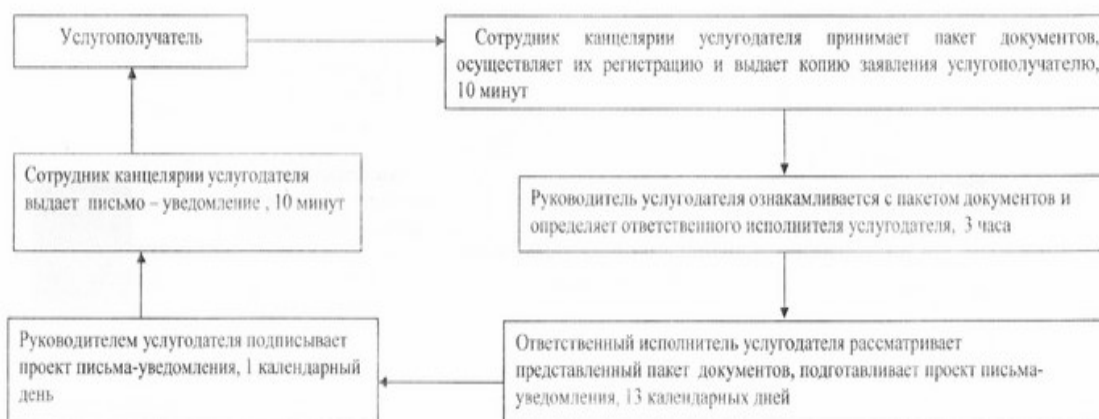 Услугополучатель
Сотрудник канцелярии услугодателя принимает пакет документов,
осуществляет их регистрацию и выдает копию заявления услугополучателю,
10 минут
Руководитель услугодателя ознакамливается с пакетом документов и
определяет ответственного исполнителя услугодателя, 3 часа
Ответственный исполнитель услугодателя рассматривает
представленный пакет документов, подготавливает проект письма-
уведомления, 13 календарных дней
Руководителем услугодателя подписывает
проект письма-уведомления, 1 календарный
день
Сотрудник канцелярии услугодателя
выдает письмо – уведомление , 10 минут